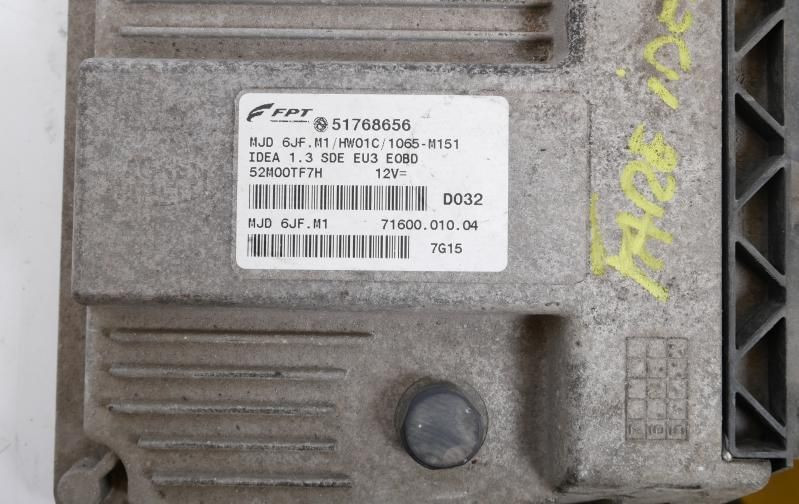 FPT
51768656
MJD 6JF.M1/HW01C/1065-M151
IDEA 1.3 SDE EU3 EOBD
52M00TF7H 12V=
D032
MJD 6JF.M1 71600.010.04
7G15